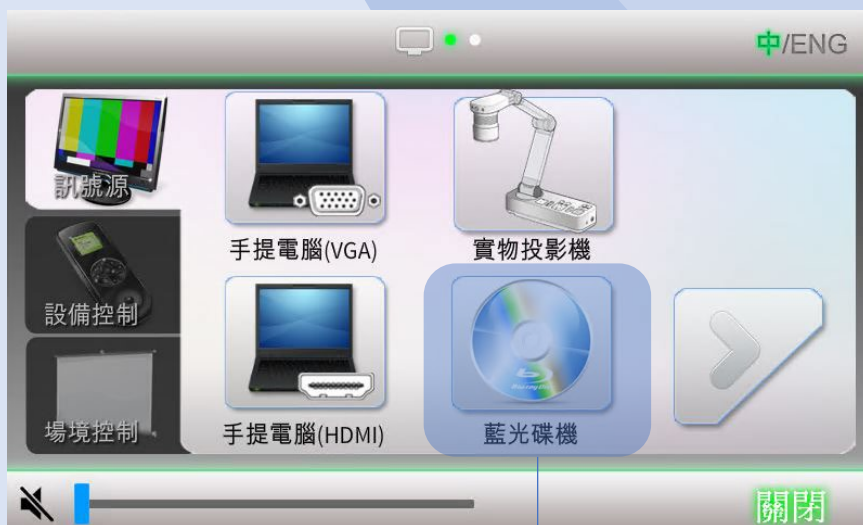 中/ENG
訊號源
手提電腦(VGA)
實物投影機
設備控制
場境控制
手提電腦(HDMI)
藍光碟機
關閉